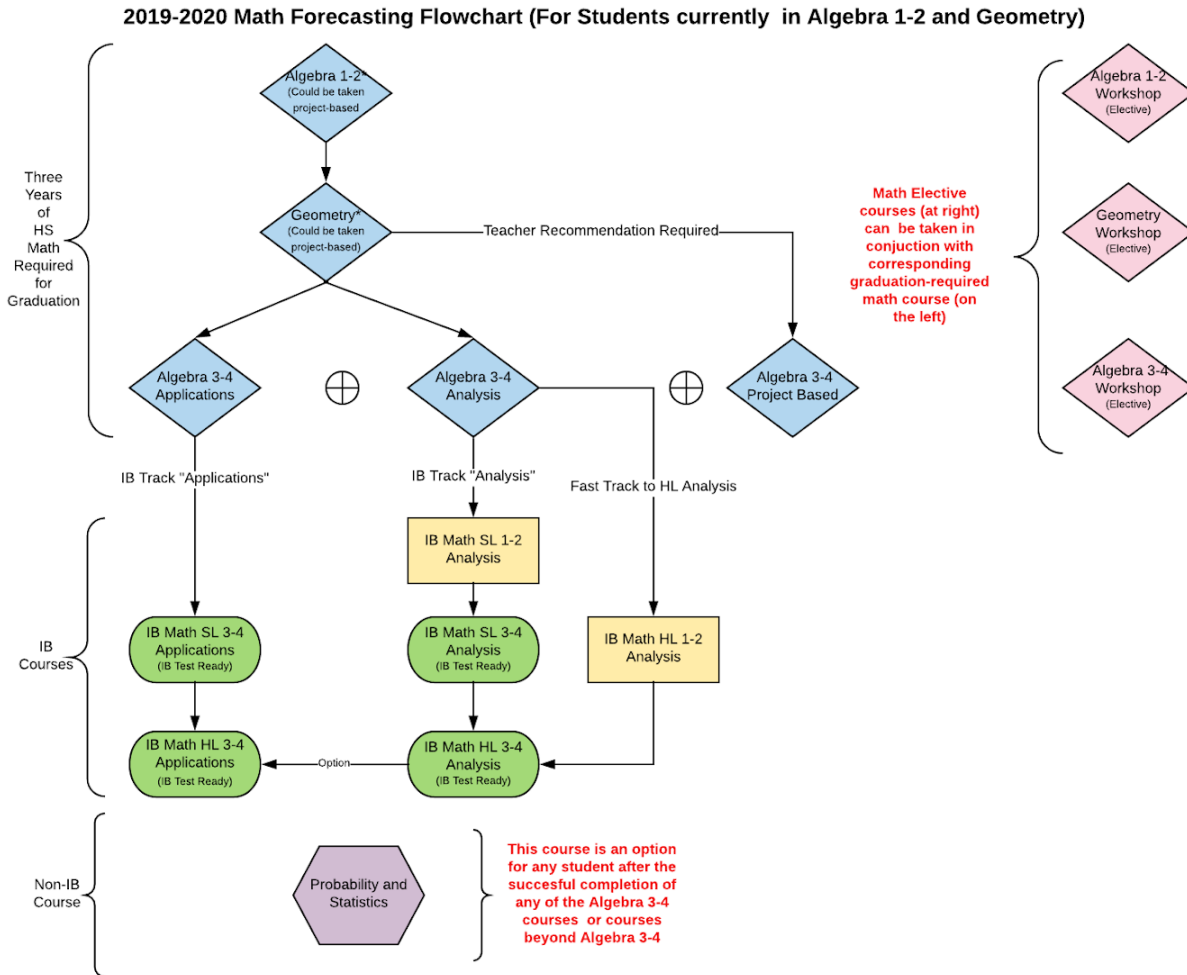 2019-2020 Math Forecasting Flowchart (For Students currently  in Algebra 1-2 and Geometry)
Algebra 1-2*
(Could be taken
project-based
Algebra 1-2
Workshop
(Elective)
Three
Years
of
HS
Math
Required
for
Graduation
Geometry*
(Could be taken
project-based)
Teacher Recommendation Required
Math Elective
courses (at right)
can  be taken in
conjuction with
corresponding
graduation-required
math course (on
the left)
Geometry
Workshop
(Elective)
Algebra 3-4
Applications
Algebra 3-4
Analysis
Algebra 3-4
Project Based
Algebra 3-4
Workshop
(Elective)
IB Track "Applications"
IB Track "Analysis"
Fast Track to HL Analysis
IB
Courses
IB Math SL 1-2
Analysis
IB Math SL 3-4
Applications
(IB Test Ready)
IB Math SL 3-4
Analysis
(IB Test Ready)
IB Math HL 1-2
Analysis
IB Math HL 3-4
Applications
(IB Test Ready)
Option
IB Math HL 3-4
Analysis
(IB Test Ready)
Non-IB
Course
Probability and
Statistics
This course is an option
for any student after the
succesful completion of
any of the Algebra 3-4
courses  or courses
beyond Algebra 3-4